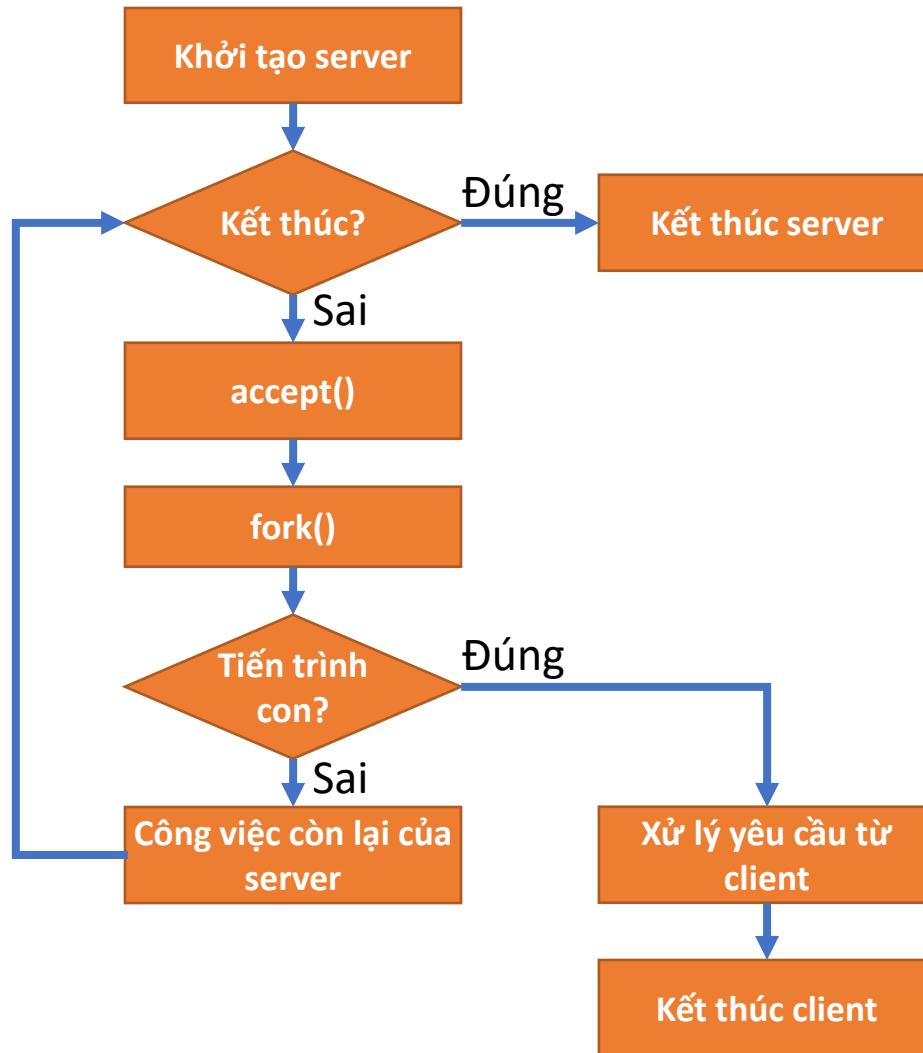 Khởi tạo server
Kết thúc?
Đúng
Kết thúc server
Sai
accept()
fork()
Tiến trình
con?
Đúng
Sai
Công việc còn lại của
server
Xử lý yêu cầu từ
client
Kết thúc client